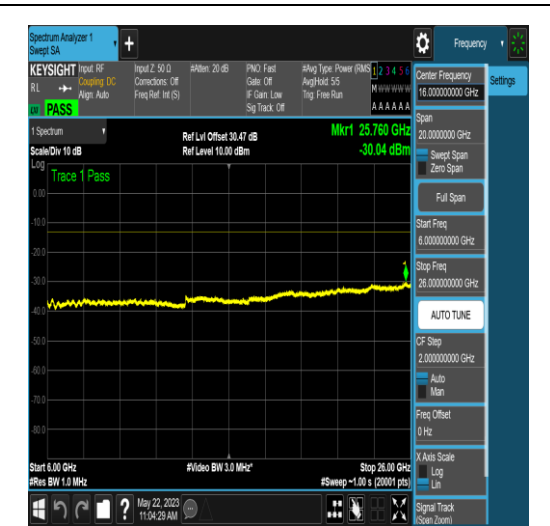 Spectrum Analyzer 1
Swept SA
+
Frequency
KEYSIGHT
RL
PASS
Input: RF
Coupling: DC
Align: Auto
Input Z: 50 Ω
Corrections: Off
Freq Ref: Int (S)
#Atten: 20 dB
PNO: Fast
Gate: Off
IF Gain: Low
Sig Track: Off
#Avg Type: Power (RMS
Avg|Hold: 5/5
Trig: Free Run
1 2 3 4 5 6
M w w w w w
A A A A A A
1 Spectrum
Scale/Div 10 dB
Log
Ref Lvl Offset 30.47 dB
Ref Level 10.00 dBm
Mkr1 25.760 GHz
-30.04 dBm
Trace 1 Pass
0.00
-10.0
-20.0
-30.0
-40.0
-50.0
-60.0
-70.0
-80.0
1
Start 6.00 GHz
#Res BW 1.0 MHz
#Video BW 3.0 MHz*
Stop 26.00 GHz
#Sweep ~1.00 s (20001 pts)
May 22, 2023
11:04:29 AM
?
Center Frequency
16.000000000 GHz
Settings
Span
20.0000000 GHz
Swept Span
Zero Span
Full Span
Start Freq
6.000000000 GHz
Stop Freq
26.000000000 GHz
AUTO TUNE
CF Step
2.000000000 GHz
Auto
Man
Freq Offset
0 Hz
X Axis Scale
Log
Lin
Signal Track
(Span Zoom)